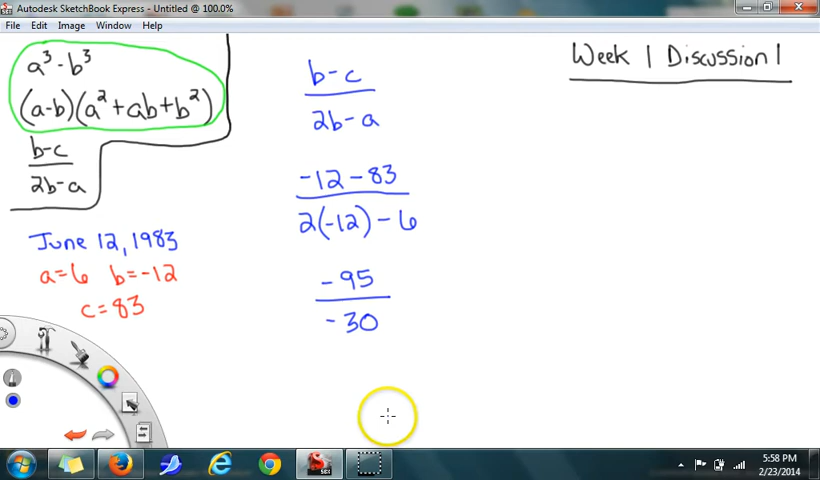 Autodesk SketchBook Express - Untitled @ 100.0%
File Edit Image Window Help
a³ - b³
(a-b)(a² + ab + b²)
b-c
2b-a
June 12, 1983
a=6 b=-12
c=83
b-c
2b-a
-12-83
2(-12)-6
-95
-30
Week 1 Discussion 1
5:58 PM
2/23/2014